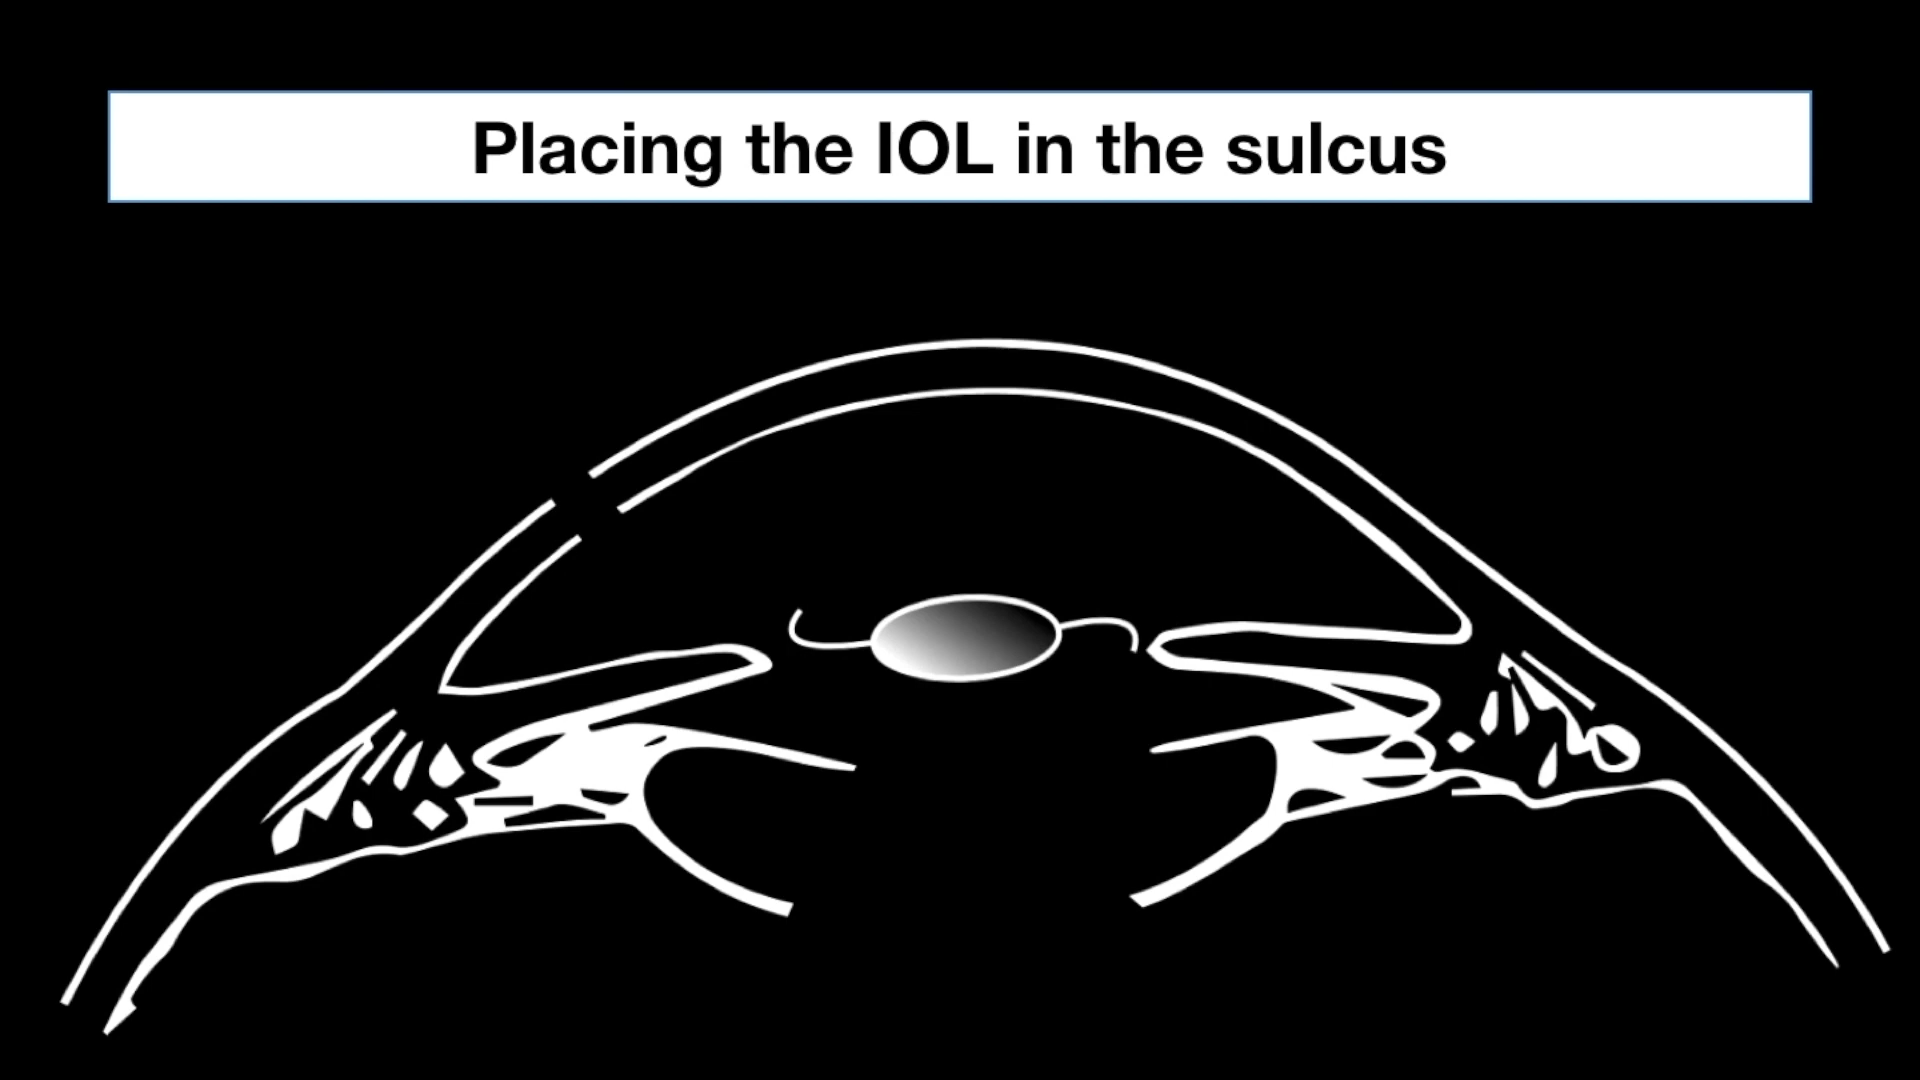 Placing the IOL in the sulcus